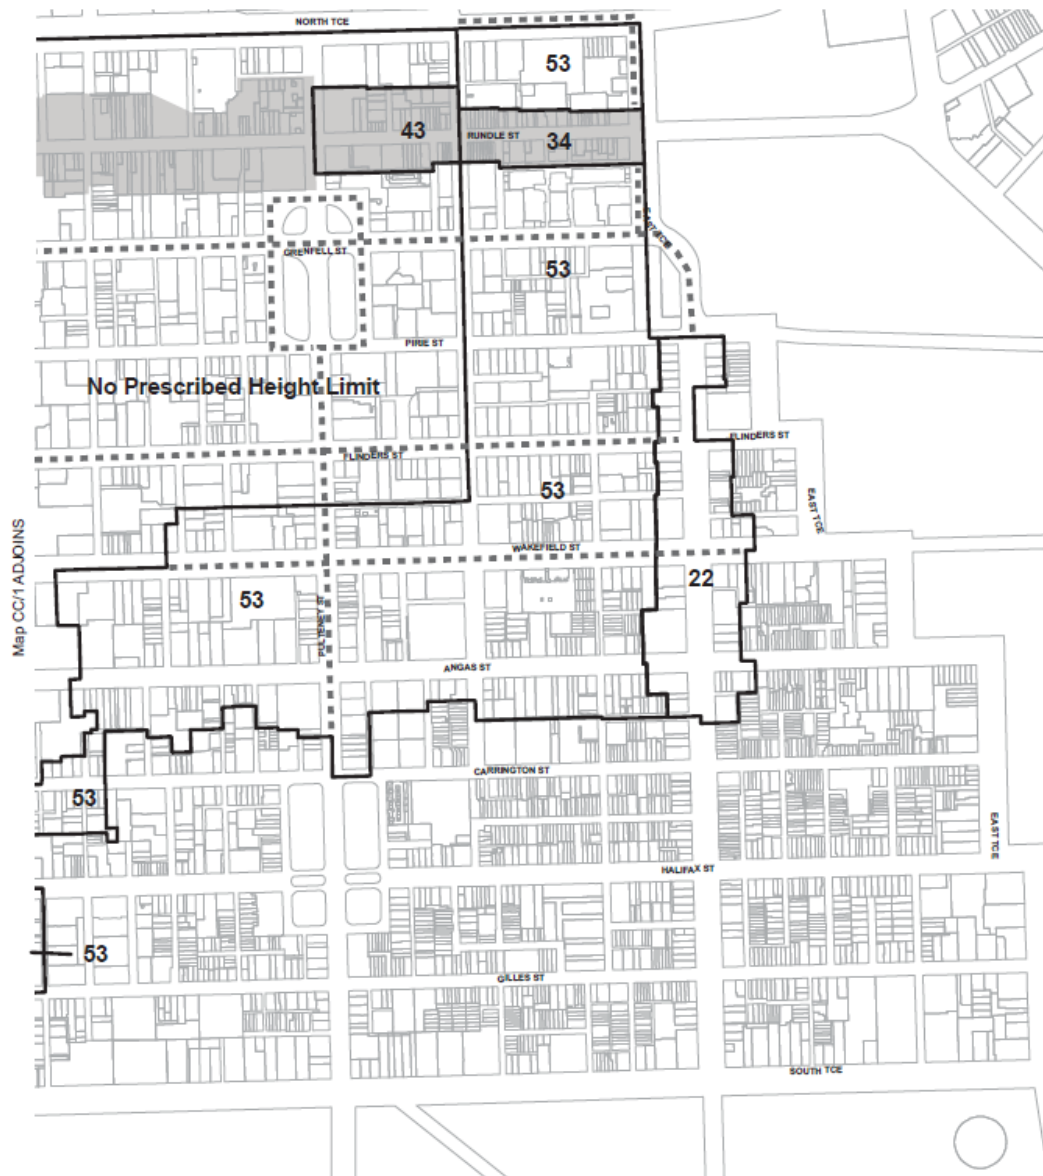 NORTH TCE
53
43
RUNDLE ST
34
EAST TCE
GRENFELL ST
53
PIRIE ST
No Prescribed Height Limit
FLINDERS ST
FLINDERS ST
53
EAST TCE
WAKEFIELD ST
22
53
Map CC/1 ADJOINS
PULTENEY ST
ANGAS ST
CARRINGTON ST
53
EAST TCE
HALIFAX ST
53
GILLES ST
SOUTH TCE